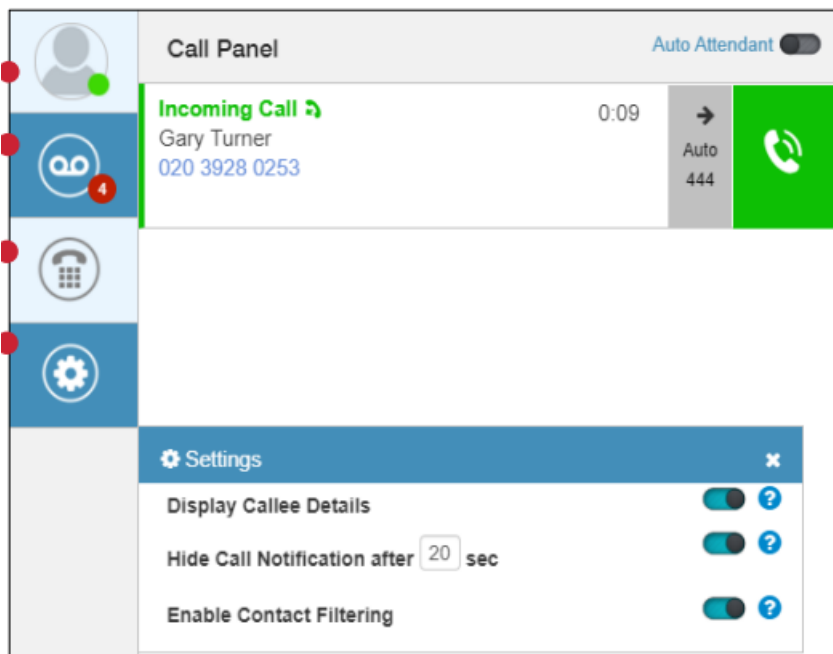 Call Panel
Auto Attendant
Incoming Call
0:09
Gary Turner
020 3928 0253
Auto
444
4
Settings
Display Callee Details
Hide Call Notification after 20 sec
Enable Contact Filtering